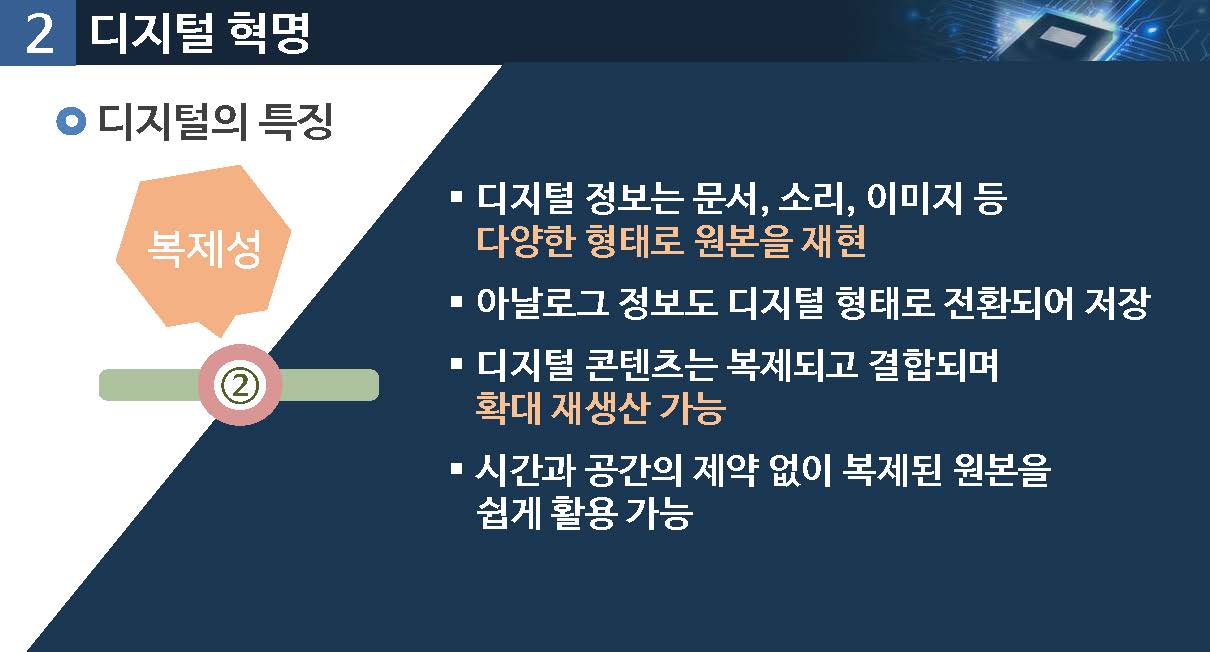 2 디지털 혁명
디지털의 특징
복제성
②
▪ 디지털 정보는 문서, 소리, 이미지 등
다양한 형태로 원본을 재현
▪ 아날로그 정보도 디지털 형태로 전환되어 저장
▪ 디지털 콘텐츠는 복제되고 결합되며
확대 재생산 가능
▪ 시간과 공간의 제약 없이 복제된 원본을
쉽게 활용 가능